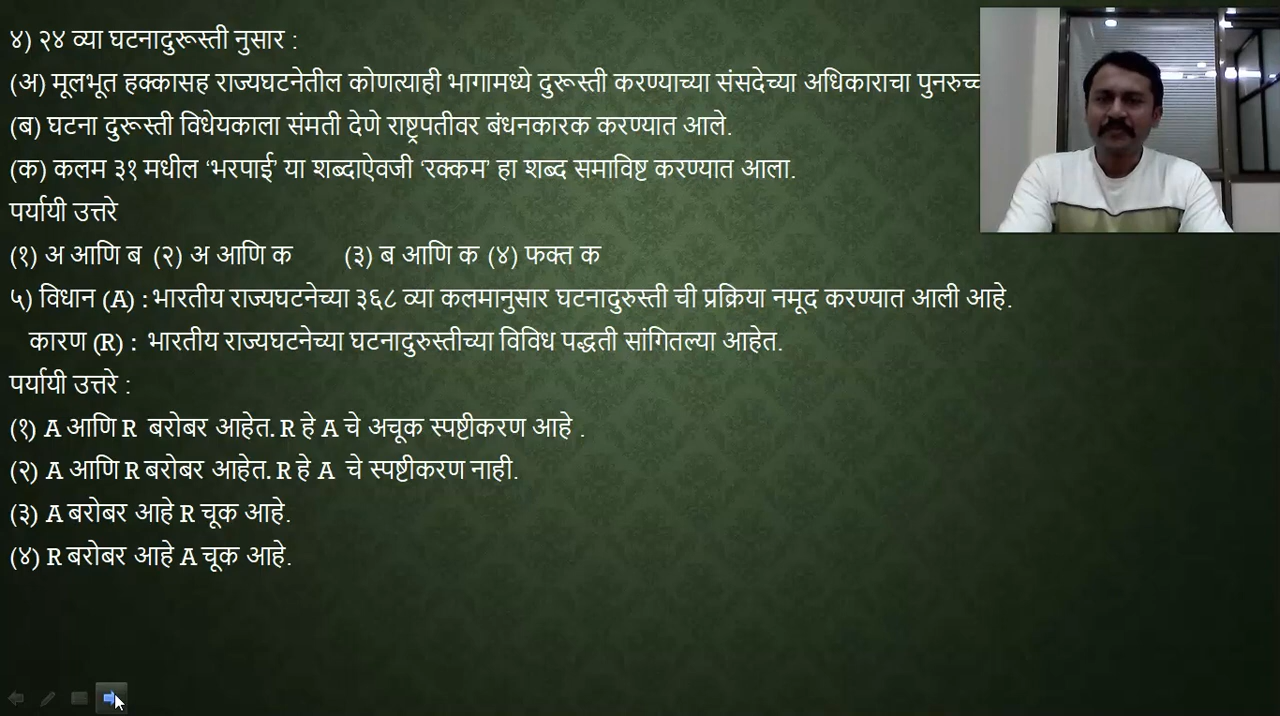 ४) २४ व्या घटनादुरूस्ती नुसार :
(अ) मूलभूत हक्कासह राज्यघटनेतील कोणत्याही भागामध्ये दुरूस्ती करण्याच्या संसदेच्या अधिकाराचा
(ब) घटना दुरूस्ती विधेयकाला संमती देणे राष्ट्रपतीवर बंधनकारक करण्यात आले.
(क) कलम ३१ मधील ‘भरपाई’ या शब्दाऐवजी ‘रक्कम’ हा शब्द समाविष्ट करण्यात आला.
पर्यायी उत्तरे
(१) अ आणि ब (२) अ आणि क (३) ब आणि क (४) फक्त क
५) विधान (A) : भारतीय राज्यघटनेच्या ३६८ व्या कलमानुसार घटनादुरुस्ती ची प्रक्रिया नमूद करण्यात आली आहे.
कारण (R) : भारतीय राज्यघटनेच्या घटनादुरुस्तीच्या विविध पद्धती सांगितल्या आहेत.
पर्यायी उत्तरे :
(१) A आणि R बरोबर आहेत. R हे A चे अचूक स्पष्टीकरण आहे .
(२) A आणि R बरोबर आहेत. R हे A चे स्पष्टीकरण नाही.
(३) A बरोबर आहे R चूक आहे.
(४) R बरोबर आहे A चूक आहे.